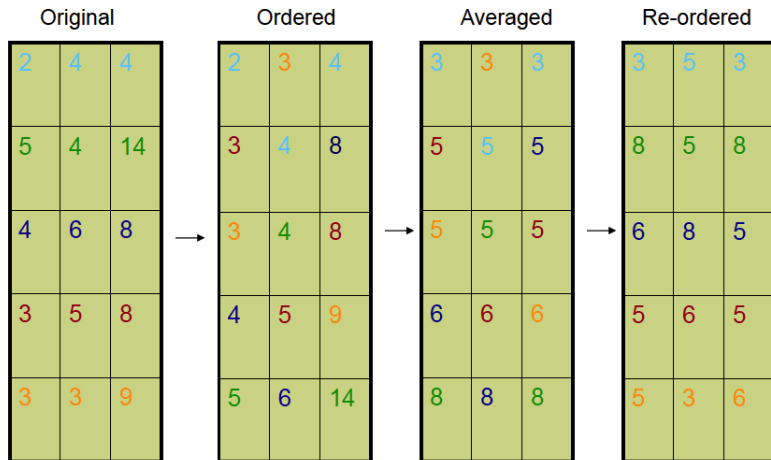 Original Ordered Averaged Re-ordered
2 4 4 2 3 4 3 3 3 3 5 3
5 4 14 3 4 8 5 5 5 8 5 8
4 6 8 3 4 8 5 5 5 6 8 5
3 5 8 4 5 9 6 6 6 5 6 5
3 3 9 5 6 14 8 8 8 5 3 6